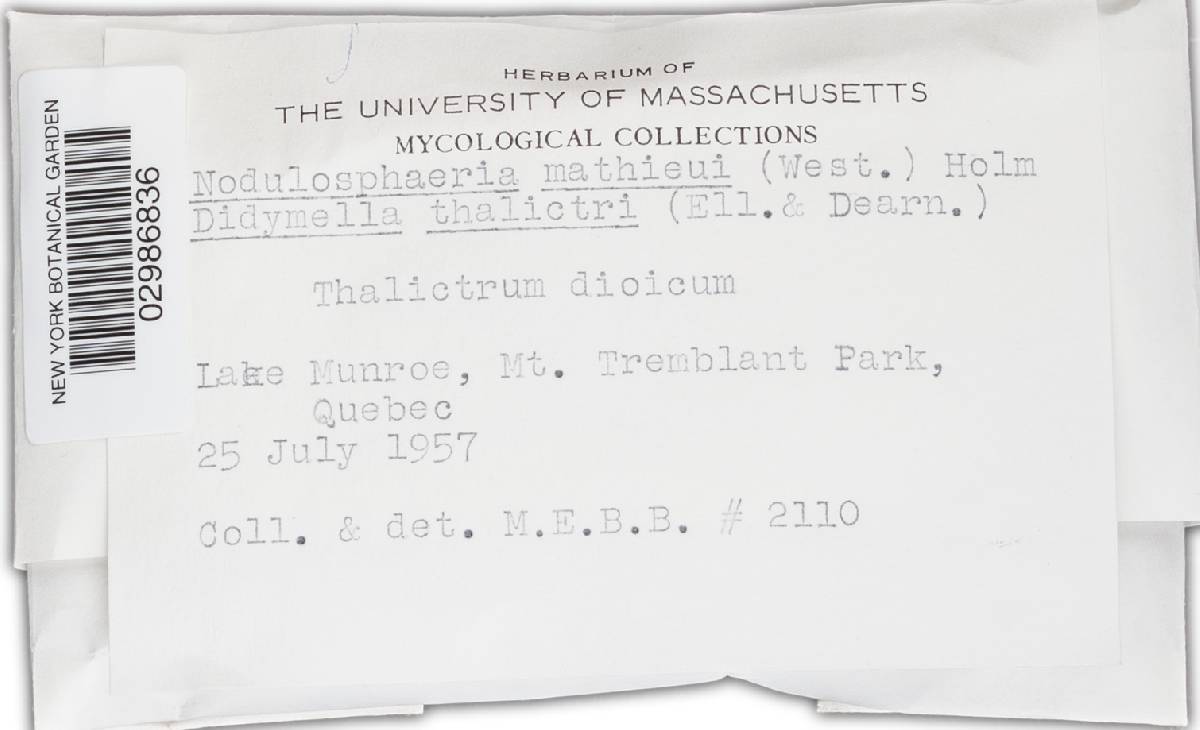 HERBARIUM OF
THE UNIVERSITY OF MASSACHUSETTS
MYCOLOGICAL COLLECTIONS
Nodulosphaeria mathieui (West.) Holm
Didymella thalictri (Ell.& Dearn.)
Thalictrum dioicum
Lake Munroe, Mt. Tremblant Park,
Quebec
25 July 1957
Coll. & det. M.E.B.B. # 2110
NEW YORK BOTANICAL GARDEN
02986836